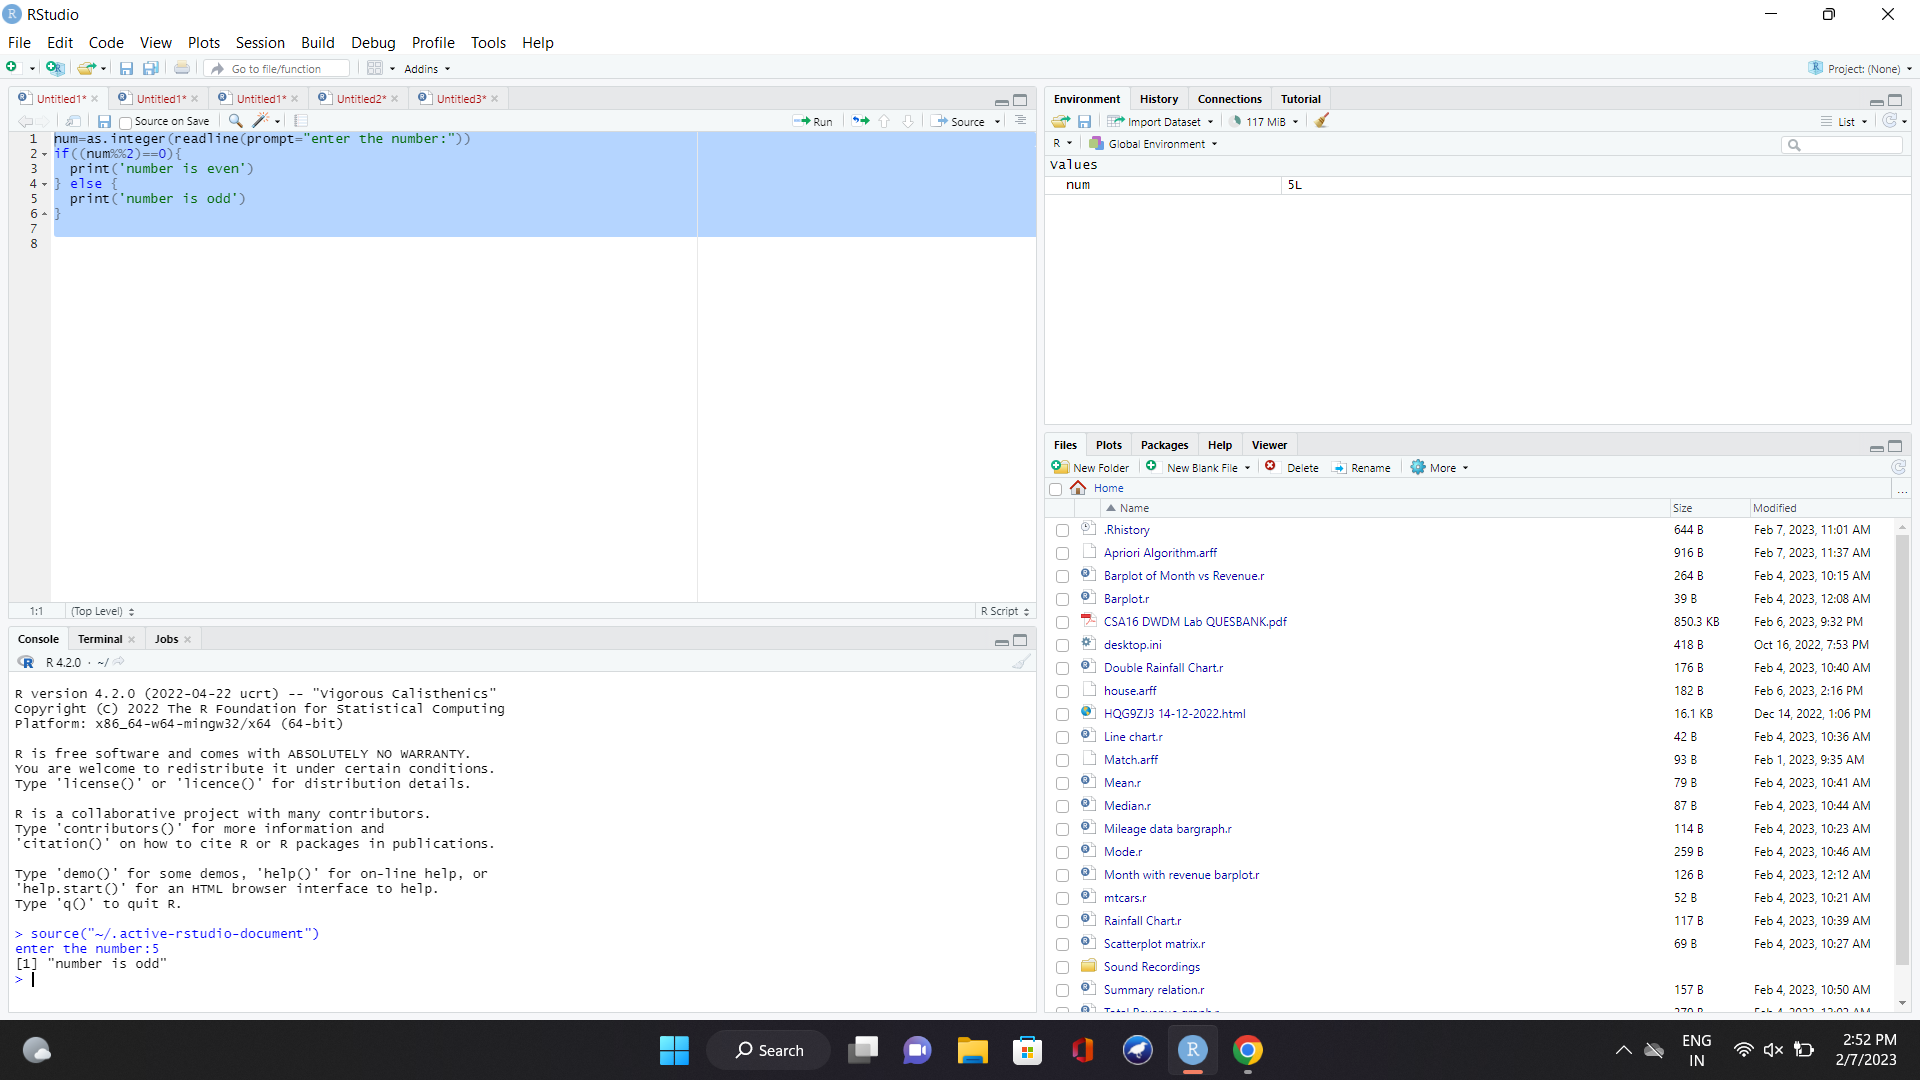 RStudio
File Edit Code View Plots Session Build Debug Profile Tools Help
Go to file/function Addins Project: (None)
Untitled1* Untitled1* Untitled1* Untitled2* Untitled3*
Source on Save Run Source
1 num=as.integer(readline(prompt="enter the number:"))
2 if((num%%2)==0){
3 print('number is even')
4 } else {
5 print('number is odd')
6 }
7
8
1:1 (Top Level) R Script
Console Terminal Jobs
R 4.2.0 · ~/
R version 4.2.0 (2022-04-22 ucrt) -- "Vigorous Calisthenics"
Copyright (C) 2022 The R Foundation for Statistical Computing
Platform: x86_64-w64-mingw32/x64 (64-bit)
R is free software and comes with ABSOLUTELY NO WARRANTY.
You are welcome to redistribute it under certain conditions.
Type 'license()' or 'licence()' for distribution details.
R is a collaborative project with many contributors.
Type 'contributors()' for more information and
'citation()' on how to cite R or R packages in publications.
Type 'demo()' for some demos, 'help()' for on-line help, or
'help.start()' for an HTML browser interface to help.
Type 'q()' to quit R.
> source("~/.active-rstudio-document")
enter the number:5
[1] "number is odd"
>
Environment History Connections Tutorial
Import Dataset 117 MiB List
R Global Environment
Values
num 5L
Files Plots Packages Help Viewer
New Folder New Blank File Delete Rename More
Home ...
Name Size Modified
.Rhistory 644 B Feb 7, 2023, 11:01 AM
Apriori Algorithm.arff 916 B Feb 7, 2023, 11:37 AM
Barplot of Month vs Revenue.r 264 B Feb 4, 2023, 10:15 AM
Barplot.r 39 B Feb 4, 2023, 12:08 AM
CSA16 DWDM Lab QUESBANK.pdf 850.3 KB Feb 6, 2023, 9:32 PM
desktop.ini 418 B Oct 16, 2022, 7:53 PM
Double Rainfall Chart.r 176 B Feb 4, 2023, 10:40 AM
house.arff 182 B Feb 6, 2023, 2:16 PM
HQG9ZJ3 14-12-2022.html 16.1 KB Dec 14, 2022, 1:06 PM
Line chart.r 42 B Feb 4, 2023, 10:36 AM
Match.arff 93 B Feb 1, 2023, 9:35 AM
Mean.r 79 B Feb 4, 2023, 10:41 AM
Median.r 87 B Feb 4, 2023, 10:44 AM
Mileage data bargraph.r 114 B Feb 4, 2023, 10:23 AM
Mode.r 259 B Feb 4, 2023, 10:46 AM
Month with revenue barplot.r 126 B Feb 4, 2023, 12:12 AM
mtcars.r 52 B Feb 4, 2023, 10:21 AM
Rainfall Chart.r 117 B Feb 4, 2023, 10:39 AM
Scatterplot matrix.r 69 B Feb 4, 2023, 10:27 AM
Sound Recordings
Summary relation.r 157 B Feb 4, 2023, 10:50 AM
Search
ENG
IN
2:52 PM
2/7/2023